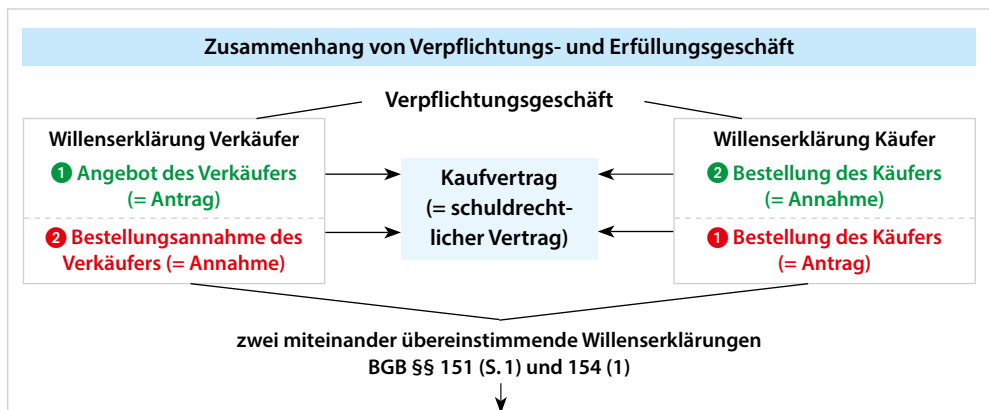 Zusammenhang von Verpflichtungs- und Erfüllungsgeschäft
Verpflichtungsgeschäft
Willenserklärung Verkäufer
1 Angebot des Verkäufers
(= Antrag)
2 Bestellungsannahme des
Verkäufers (= Annahme)
Kaufvertrag
(= schuldrecht-
licher Vertrag)
Willenserklärung Käufer
2 Bestellung des Käufers
(= Annahme)
1 Bestellung des Käufers
(= Antrag)
zwei miteinander übereinstimmende Willenserklärungen
BGB §§ 151 (S. 1) und 154 (1)